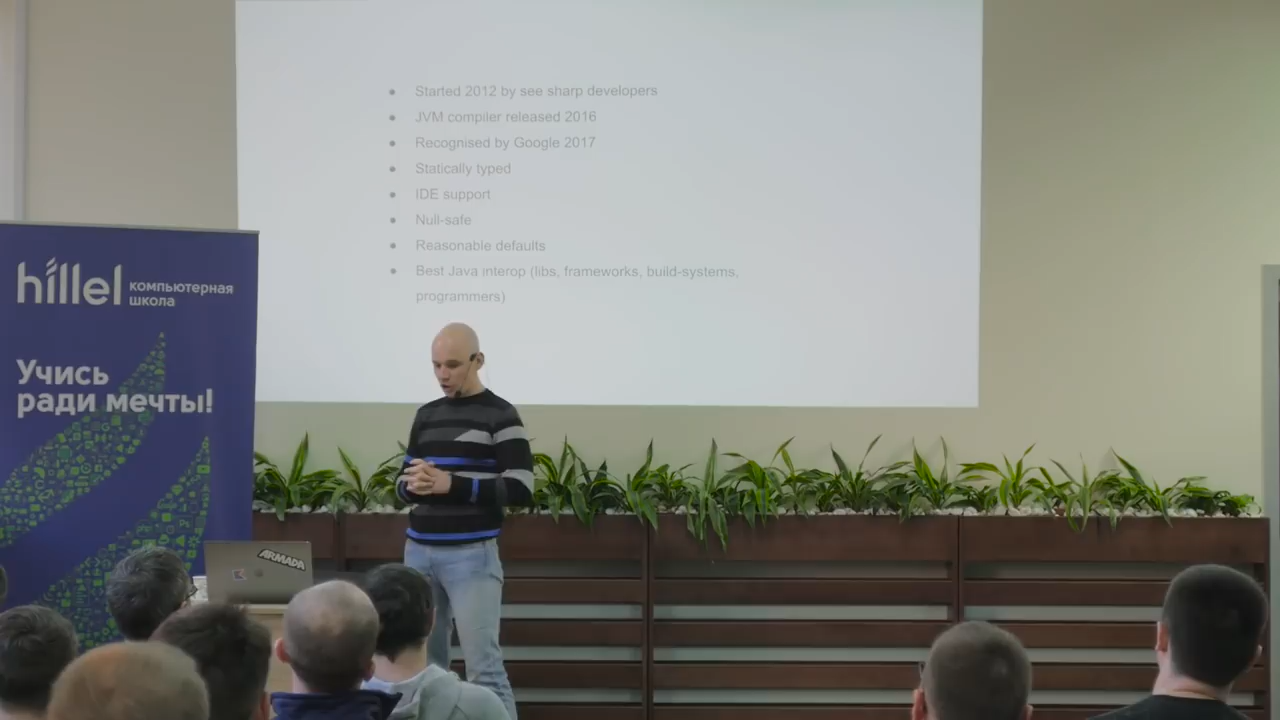 Started 2012 by see sharp developers
JVM compiler released 2016
Recognised by Google 2017
Statically typed
IDE support
Null-safe
Reasonable defaults
Best Java interop (libs, frameworks, build-systems,
programmers)
hillel компьютерная
школа
Учись
ради мечты!
ARMADA